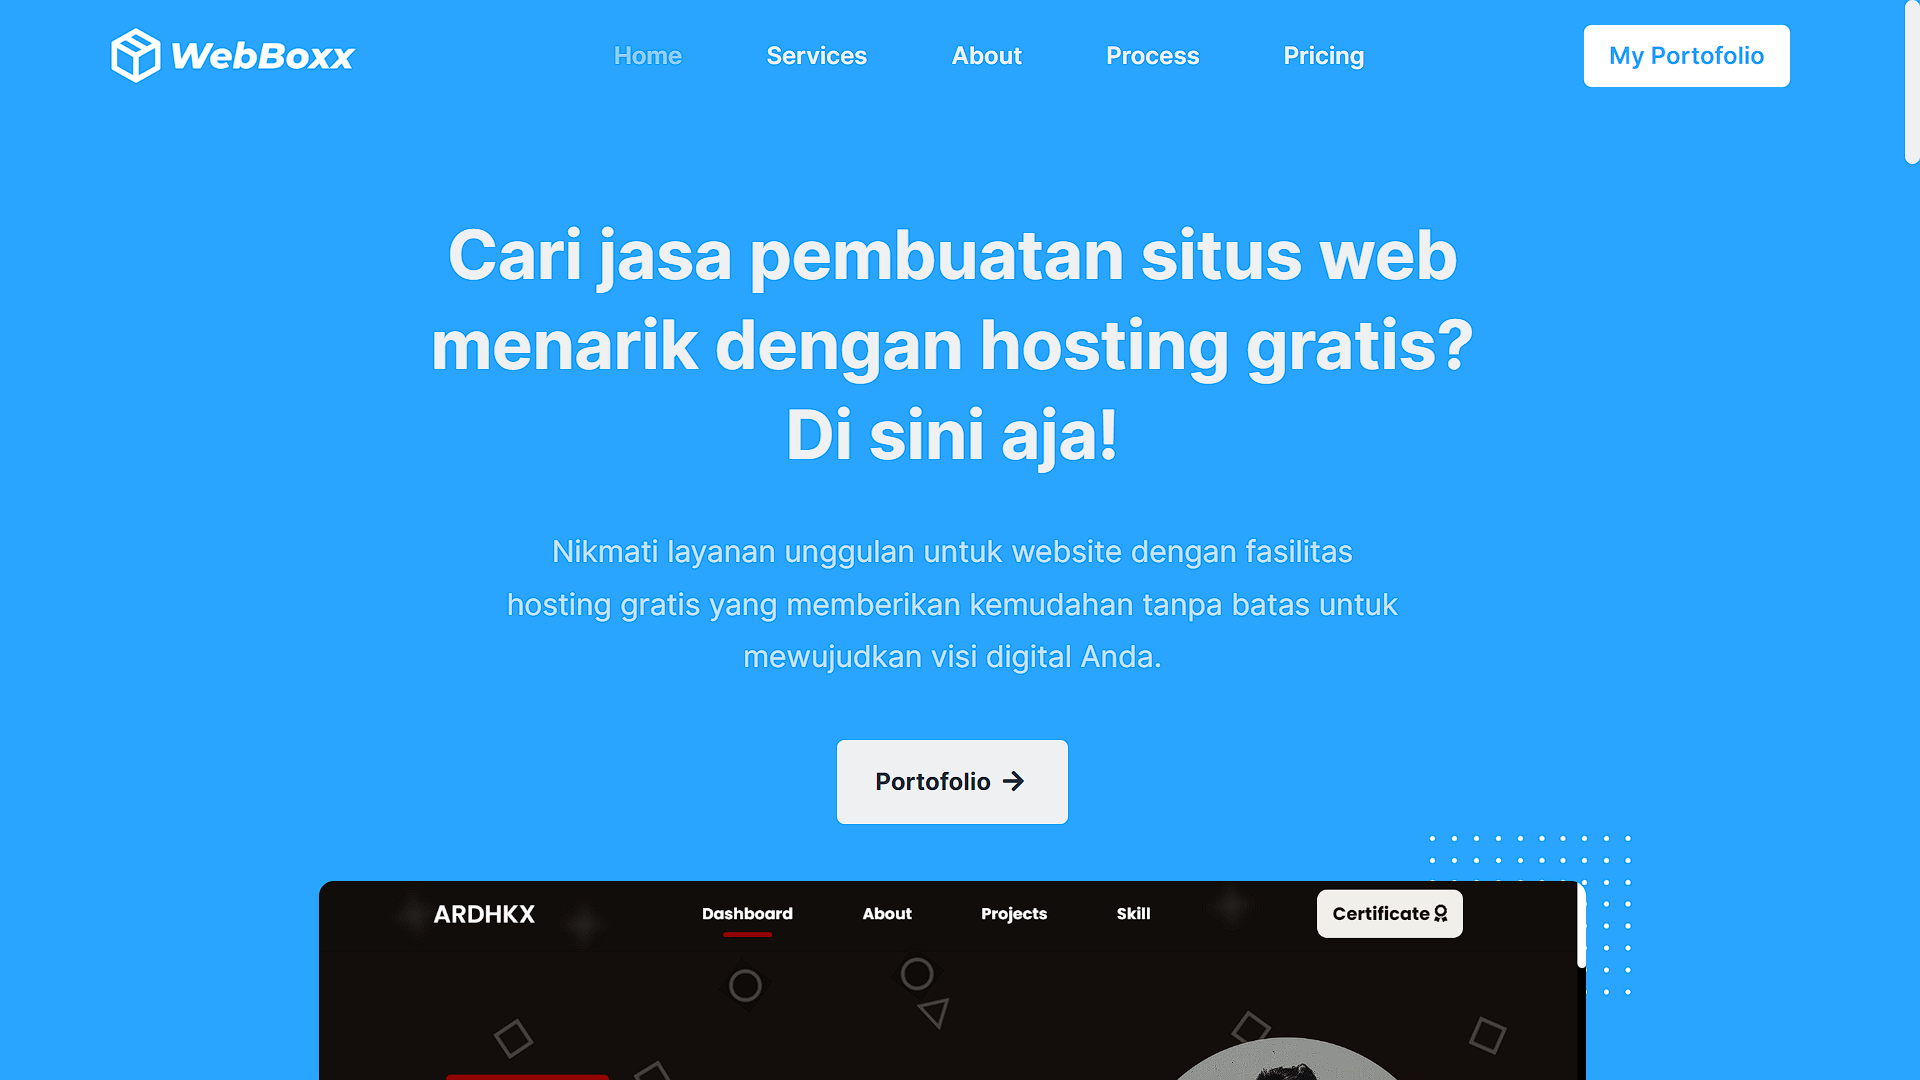 WebBoxx
Home
Services
About
Process
Pricing
My Portofolio
Cari jasa pembuatan situs web
menarik dengan hosting gratis?
Di sini aja!
Nikmati layanan unggulan untuk website dengan fasilitas
hosting gratis yang memberikan kemudahan tanpa batas untuk
mewujudkan visi digital Anda.
Portofolio
ARDHKX
Dashboard
About
Projects
Skill
Certificate